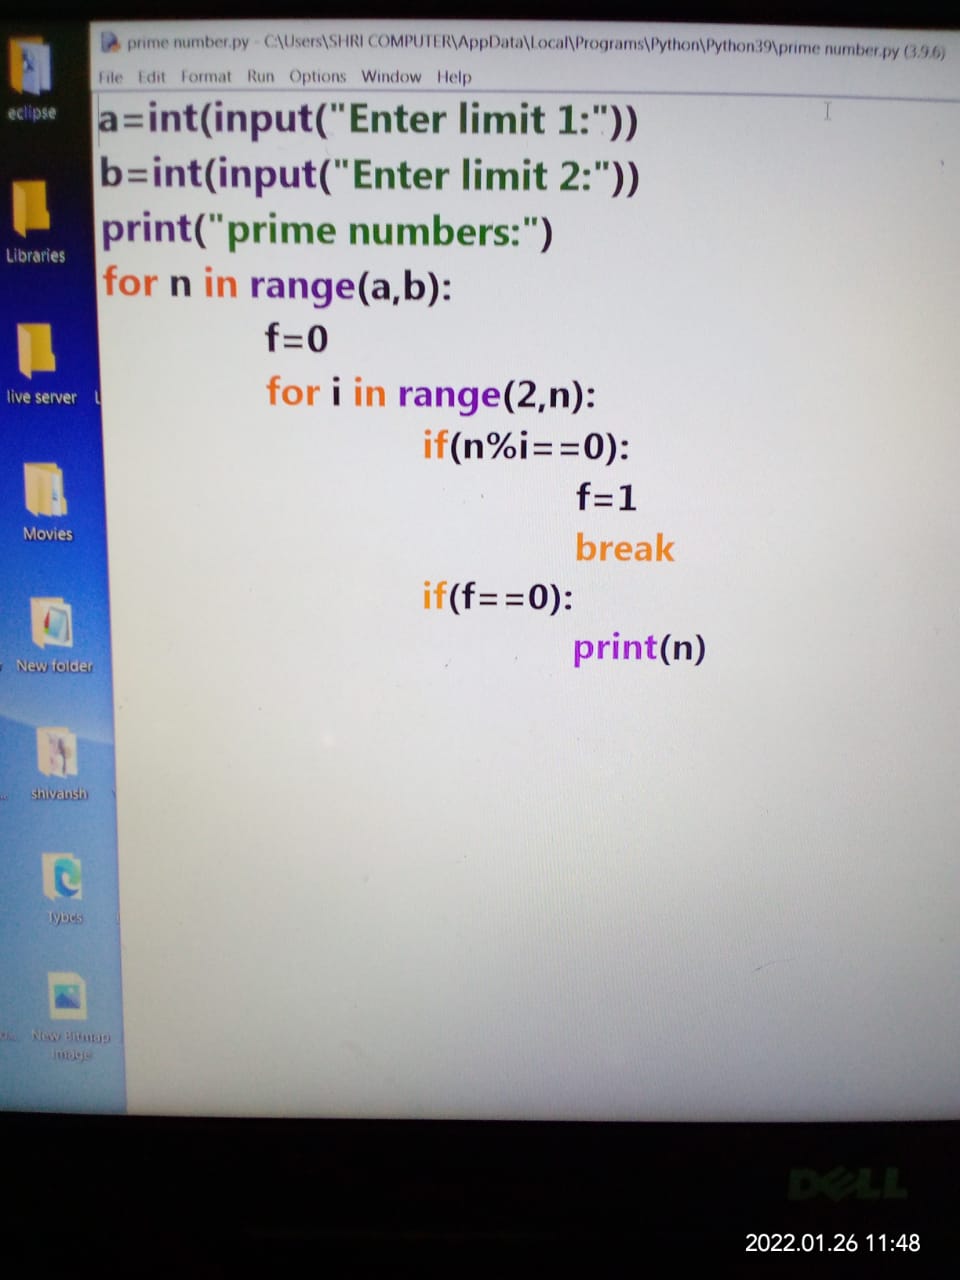 prime number.py - C:\Users\SHRI COMPUTER\AppData\Local\Programs\Python\Python39\prime number.py (3.9.6)
File Edit Format Run Options Window Help
a=int(input("Enter limit 1:"))
b=int(input("Enter limit 2:"))
print("prime numbers:")
for n in range(a,b):
f=0
for i in range(2,n):
if(n%i==0):
f=1
break
if(f==0):
print(n)
eclipse
Libraries
live server
Movies
New folder
shivansh
Tybcs
New Bitmap
Image
DELL
2022.01.26 11:48